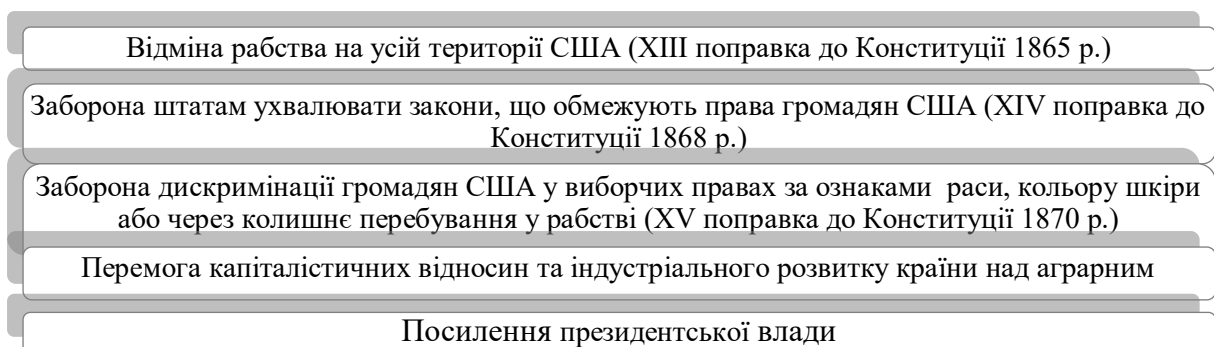 Відміна рабства на усій території США (XIII поправка до Конституції 1865 р.)
Заборона штатам ухвалювати закони, що обмежують права громадян США (XIV поправка до
Конституції 1868 р.)
Заборона дискримінації громадян США у виборчих правах за ознаками раси, кольору шкіри
або через колишнє перебування у рабстві (XV поправка до Конституції 1870 р.)
Перемога капіталістичних відносин та індустріального розвитку країни над аграрним
Посилення президентської влади